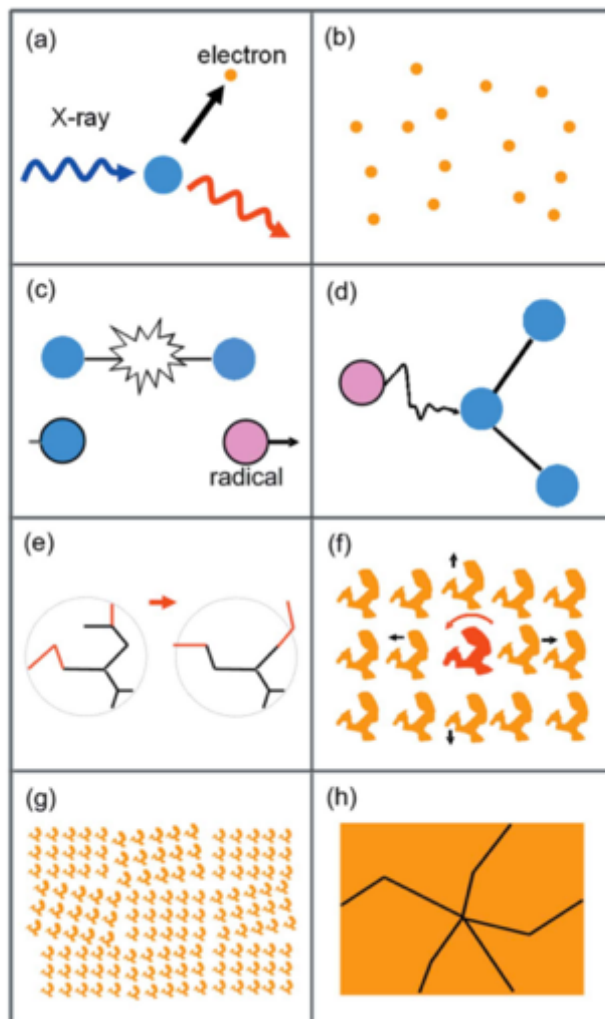 (a)
electron
X-ray
(b)
(c)
radical
(d)
(e)
(f)
(g)
(h)